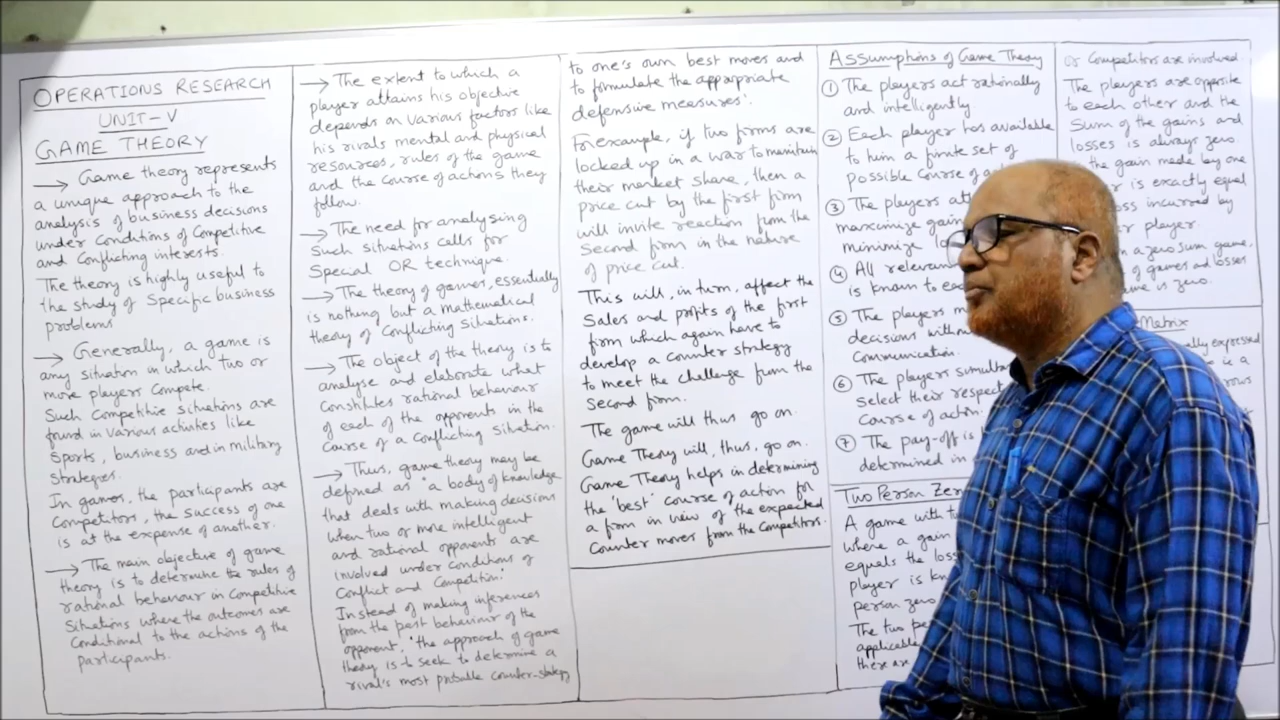 OPERATIONS RESEARCH
UNIT-V
GAME THEORY
→ Game theory represents
a unique approach to the
analysis of business decisions
under Conditions of Competitive
and Conflicting interests.
The theory is highly useful to
the study of Specific business
problems
→ Generally, a game is
any situation in which two or
more players Compete.
Such Competitive situations are
found in various activities like
Sports, business and in military
Strategies.
In games, the participants are
Competitors, the success of one
is at the expense of another.
→ The main objective of game
theory is to determine the rules of
rational behaviour in Competitive
Situations where the outcomes are
Conditional to the actions of the
participants.
→ The extent to which a
player attains his objective
depends on various factors like
his rivals mental and physical
resources, rules of the game
and the Course of actions they
follow.
→ The need for analysing
Such situations calls for
Special OR technique.
→ The theory of games, essentially
is nothing but a mathematical
theory of Conflicting Situations.
→ The object of the theory is to
analyse and elaborate what
Constitutes rational behaviour
of each of the opponents in the
Course of a Conflicting Situation.
→ Thus, game theory may be
defined as "a body of knowledge
that deals with making decisions
when two or more intelligent
and rational opponents are
involved under conditions of
Conflict and Competition."
Instead of making inferences
from the past behaviour of the
opponent, "the approach of game
theory is to seek to determine a
rival's most probable counter-strategy
to one's own best moves and
to formulate the appropriate
defensive measures".
For example, if two firms are
locked up in a war to maintain
their market share, then a
price cut by the first firm
will invite reaction from the
Second firm in the nature
of price cut.
This will, in turn, affect the
Sales and profits of the first
firm which again have to
develop a counter strategy
to meet the challenge from the
Second firm.
The game will thus go on.
Game Theory will, thus, go on.
Game Theory helps in determining
the 'best' course of action for
a firm in view of the expected
Counter moves from the Competitors.
Assumptions of Game Theory
① The players act rationally
and intelligently
② Each player has available
to him a finite set of
possible Course of
③ The players
maximize
minimize
④ All
is known to
⑤ The players
decisions
Communication.
⑥ The players
Select their
Course of action.
⑦ The pay-off is
determined in
Two Person
A game with
where a gain
equals the
player is
person zero
The two
applicable
there are
or Competitors are involved
The players are opposite
to each other and the
Sum of the gains and
losses is always zero
the gain made by one
is exactly equal
incurred by
player.
a zero sum game,
of games and losses
is zero.
Matrix
expressed
is a
rows